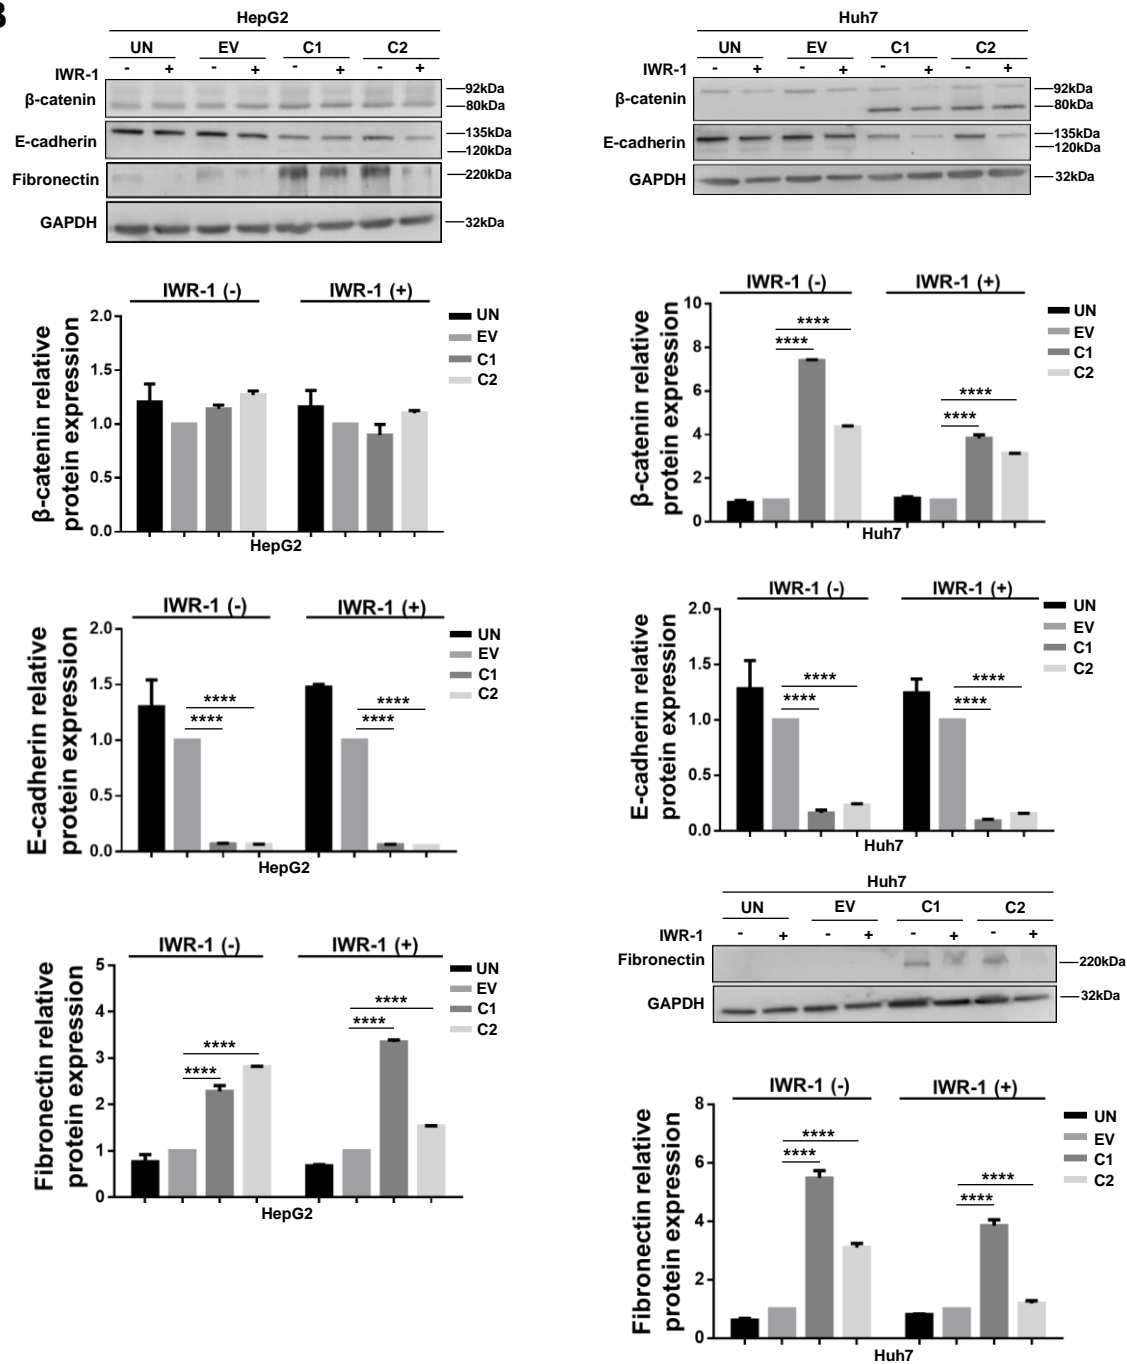 B
HepG2
UN EV C1 C2
IWR-1 - + - + - + - +
β-catenin 92kDa
80kDa
E-cadherin 135kDa
120kDa
Fibronectin 220kDa
GAPDH 32kDa
Huh7
UN EV C1 C2
IWR-1 - + - + - + - +
β-catenin 92kDa
80kDa
E-cadherin 135kDa
120kDa
GAPDH 32kDa
IWR-1 (-) IWR-1 (+)
β-catenin relative
protein expression
2.0
1.5
1.0
0.5
0.0
UN
EV
C1
C2
HepG2
IWR-1 (-) IWR-1 (+)
β-catenin relative
protein expression
10
8
6
4
2
0
****
****
****
****
UN
EV
C1
C2
Huh7
IWR-1 (-) IWR-1 (+)
E-cadherin relative
protein expression
2.0
1.5
1.0
0.5
0.0
****
****
****
****
UN
EV
C1
C2
HepG2
IWR-1 (-) IWR-1 (+)
E-cadherin relative
protein expression
2.0
1.5
1.0
0.5
0.0
****
****
****
****
UN
EV
C1
C2
Huh7
Huh7
UN EV C1 C2
IWR-1 - + - + - + - +
Fibronectin 220kDa
GAPDH 32kDa
IWR-1 (-) IWR-1 (+)
Fibronectin relative
protein expression
5
4
3
2
1
0
****
****
****
****
UN
EV
C1
C2
HepG2
IWR-1 (-) IWR-1 (+)
Fibronectin relative
protein expression
8
6
4
2
0
****
****
****
****
UN
EV
C1
C2
Huh7